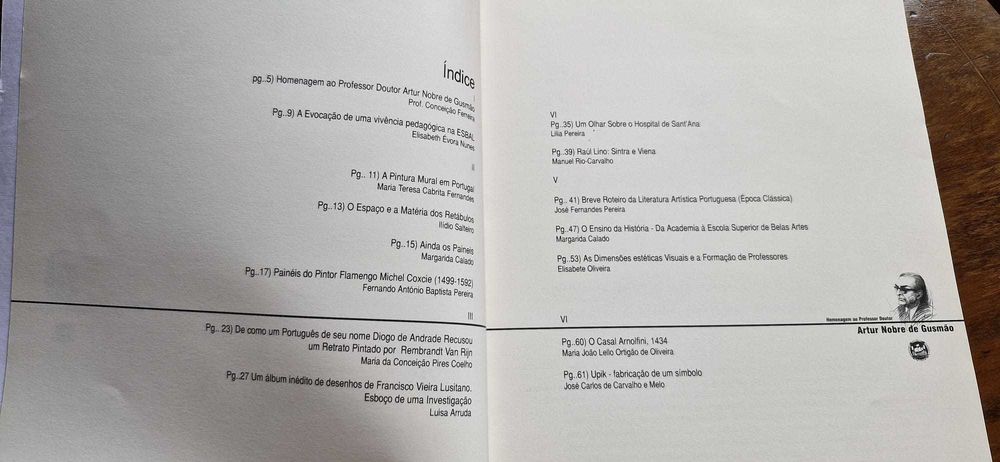 Índice
I
pg..5) Homenagem ao Professor Doutor Artur Nobre de Gusmão
Prof. Conceição Ferreira
Pg..9) A Evocação de uma vivência pedagógica na ESBAL
Elisabeth Évora Nunes
II
Pg.. 11) A Pintura Mural em Portugal
Maria Teresa Cabrita Fernandes
Pg..13) O Espaço e a Matéria dos Retábulos
Ilídio Salteiro
Pg..15) Ainda os Paineis
Margarida Calado
Pg..17) Painéis do Pintor Flamengo Michel Coxcie (1499-1592)
Fernando António Baptista Pereira
III
Pg.. 23) De como um Português de seu nome Diogo de Andrade Recusou
um Retrato Pintado por Rembrandt Van Rijn
Maria da Conceição Pires Coelho
Pg..27 Um álbum inédito de desenhos de Francisco Vieira Lusitano.
Esboço de uma Investigação
Luisa Arruda
VI
Pg..35) Um Olhar Sobre o Hospital de Sant'Ana
Lilia Pereira
Pg..39) Raúl Lino: Sintra e Viena
Manuel Rio-Carvalho
V
Pg.. 41) Breve Roteiro da Literatura Artística Portuguesa (Época Clássica)
José Fernandes Pereira
Pg..47) O Ensino da História - Da Academia à Escola Superior de Belas Artes
Margarida Calado
Pg..53) As Dimensões estéticas Visuais e a Formação de Professores
Elisabete Oliveira
VI
Pg..60) O Casal Arnolfini, 1434
Maria João Lello Ortigão de Oliveira
Pg..61) Upik - fabricação de um símbolo
José Carlos de Carvalho e Melo
Homenagem ao Professor Doutor
Artur Nobre de Gusmão